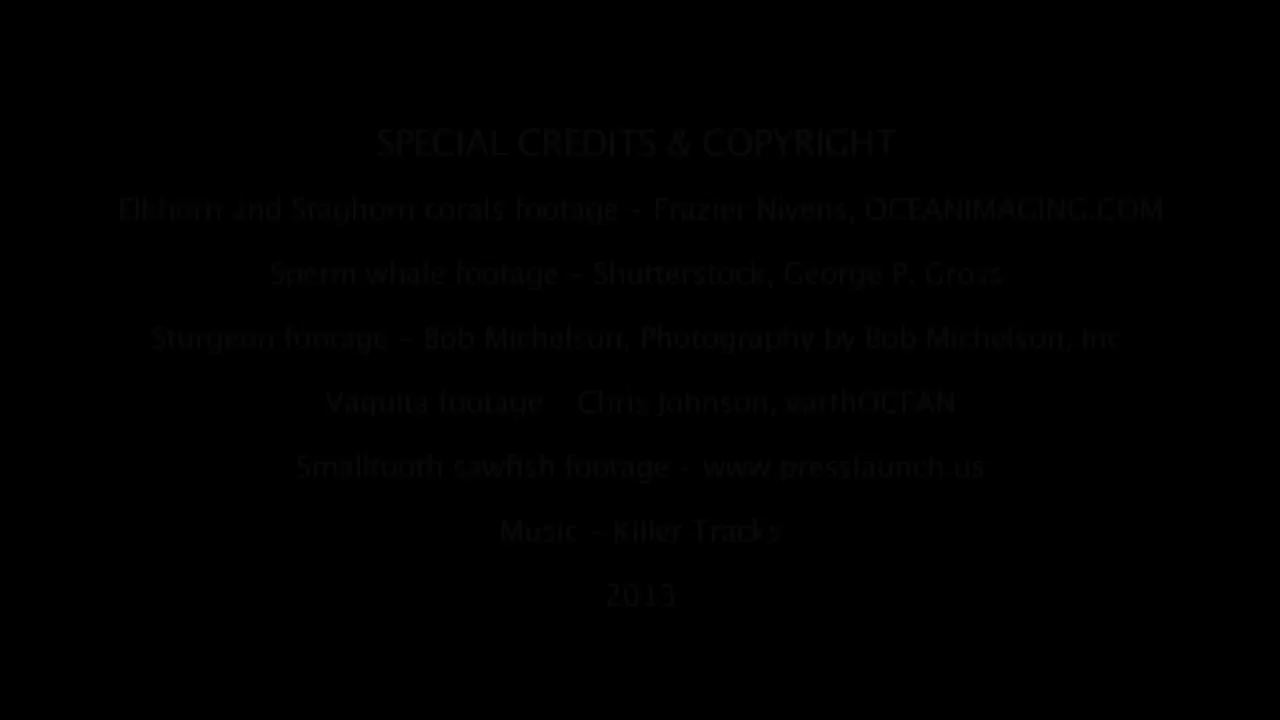 SPECIAL CREDITS & COPYRIGHT
Elkhorn and Staghorn corals footage - Frazier Nivens, OCEANIMAGING.COM
Sperm whale footage - Shutterstock, George P. Gross
Sturgeon footage - Bob Michelson, Photography by Bob Michelson, Inc
Vaquita footage - Chris Johnson, earthOCEAN
Smalltooth sawfish footage - www.presslaunch.us
Music - Killer Tracks
2013